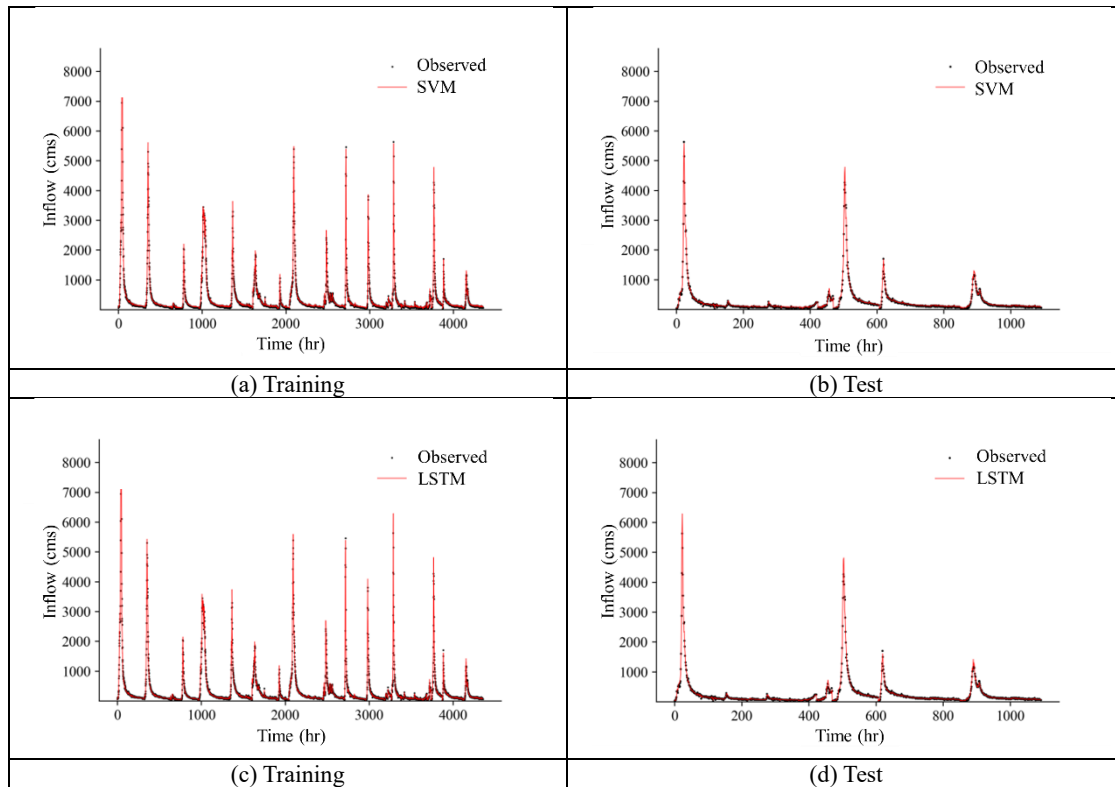 Observed
SVM
8000
7000
6000
5000
4000
3000
2000
1000
Inflow (cms)
0
1000
2000
3000
4000
Time (hr)
(a) Training
Observed
SVM
8000
7000
6000
5000
4000
3000
2000
1000
Inflow (cms)
0
200
400
600
800
1000
Time (hr)
(b) Test
Observed
LSTM
8000
7000
6000
5000
4000
3000
2000
1000
Inflow (cms)
0
1000
2000
3000
4000
Time (hr)
(c) Training
Observed
LSTM
8000
7000
6000
5000
4000
3000
2000
1000
Inflow (cms)
0
200
400
600
800
1000
Time (hr)
(d) Test